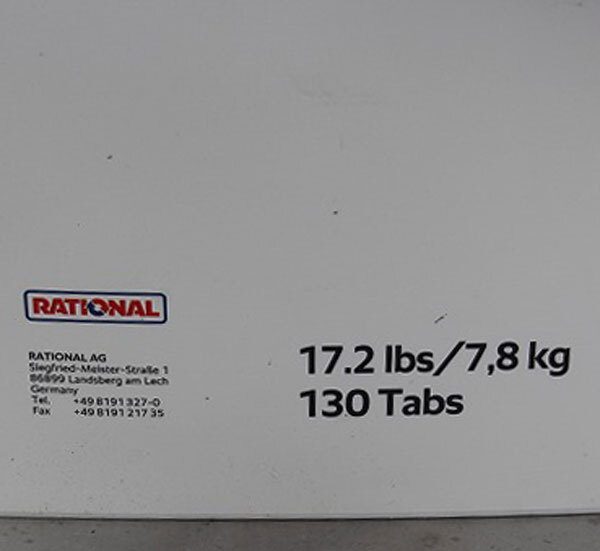 RATIONAL
RATIONAL AG
Siegfried-Meister-Straße 1
86899 Landsberg am Lech
Germany
Tel. +49 8191 327-0
Fax +49 8191 217 35
17.2 lbs/7,8 kg
130 Tabs